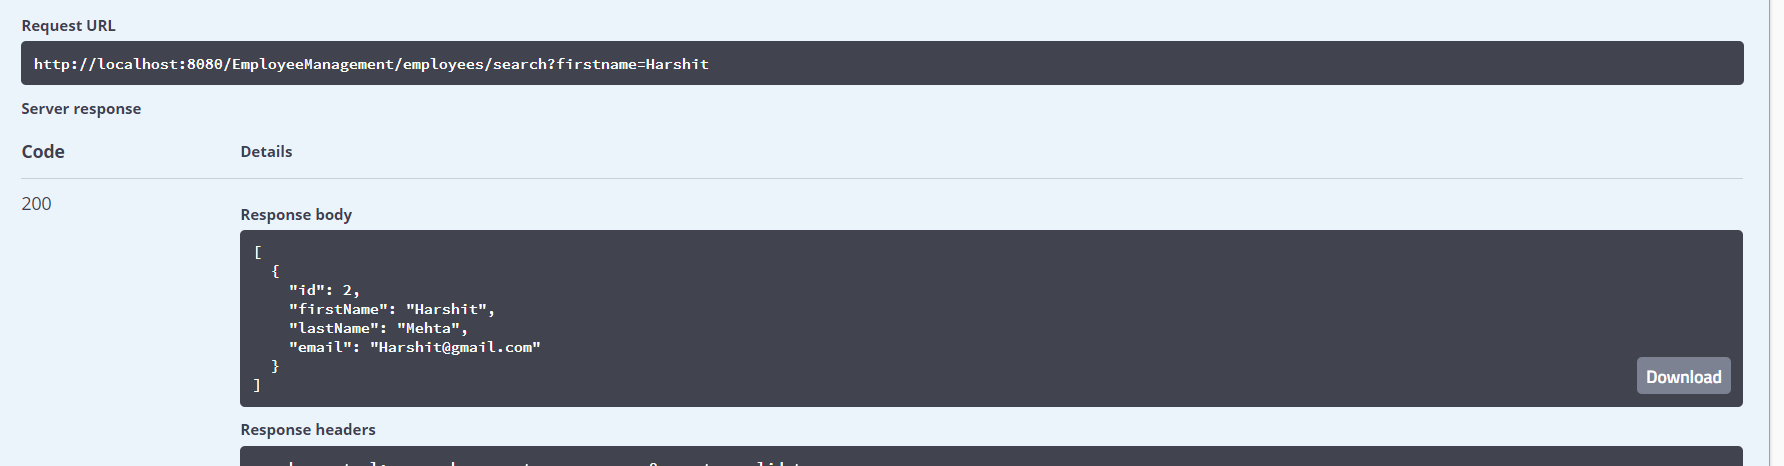 Request URL
http://localhost:8080/EmployeeManagement/employees/search?firstname=Harshit
Server response
Code Details
200
Response body
[
{
"id": 2,
"firstName": "Harshit",
"lastName": "Mehta",
"email": "Harshit@gmail.com"
}
]
Download
Response headers